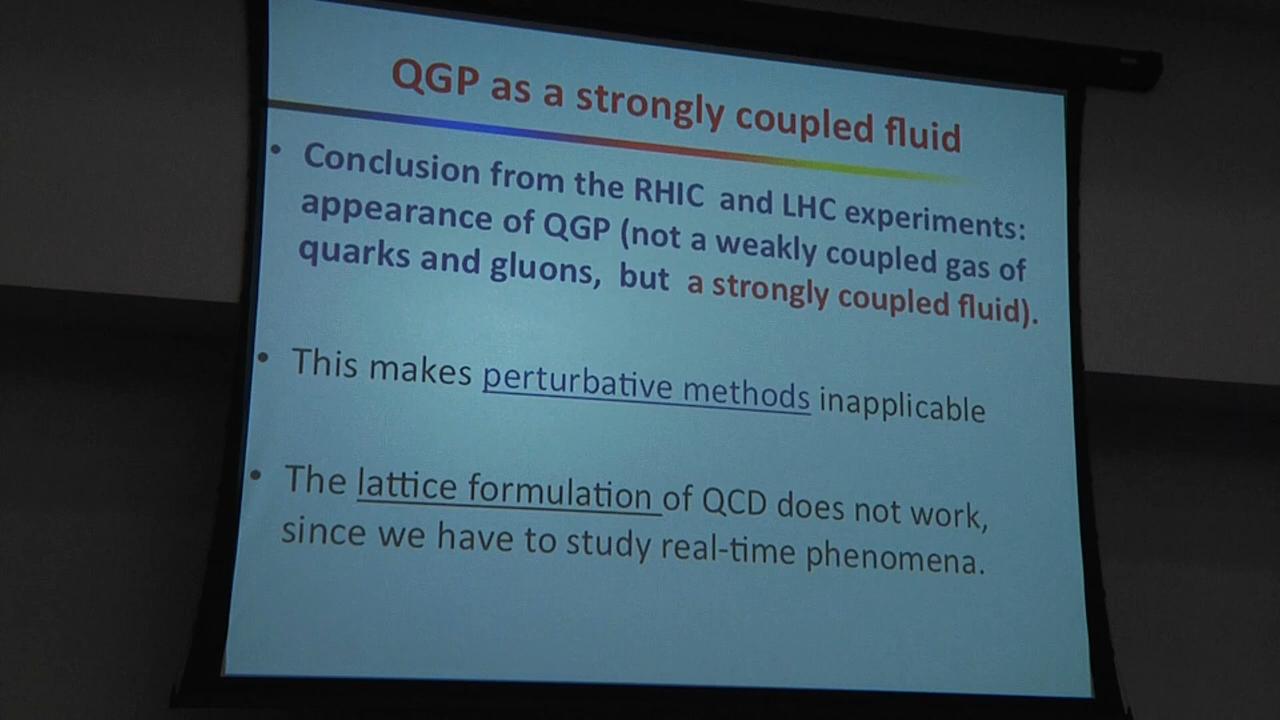 QGP as a strongly coupled fluid
• Conclusion from the RHIC and LHC experiments:
appearance of QGP (not a weakly coupled gas of
quarks and gluons, but a strongly coupled fluid).
• This makes perturbative methods inapplicable
• The lattice formulation of QCD does not work,
since we have to study real-time phenomena.